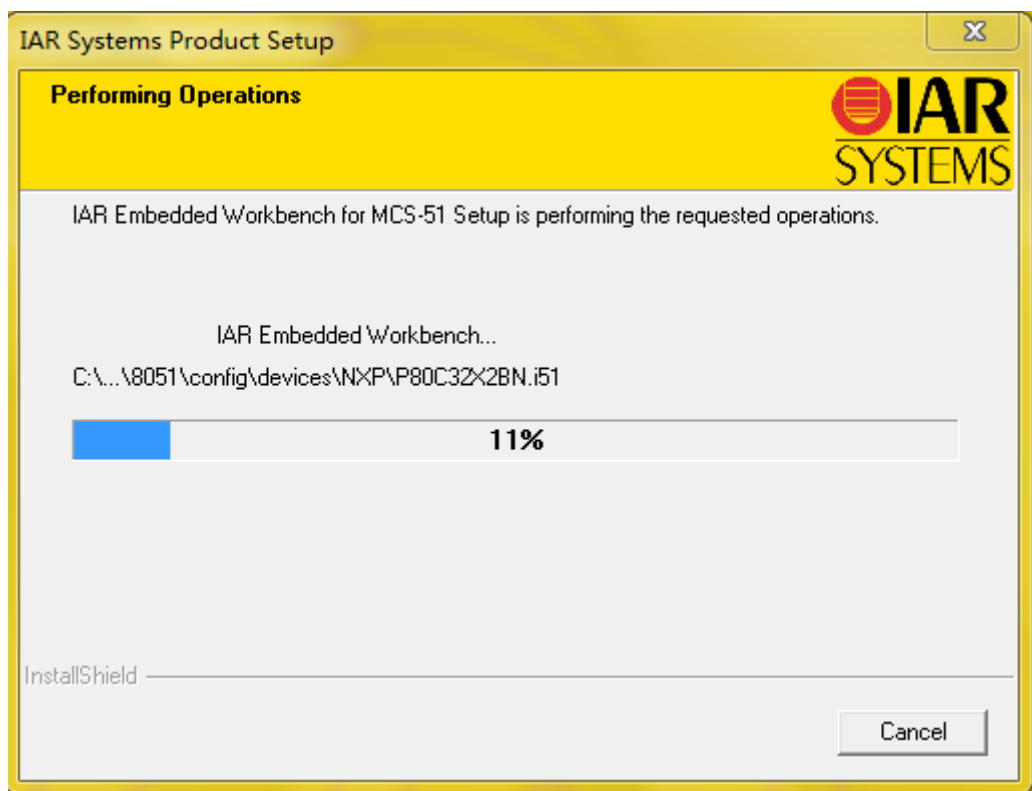 IAR Systems Product Setup
Performing Operations
IAR
SYSTEMS
IAR Embedded Workbench for MCS-51 Setup is performing the requested operations.
IAR Embedded Workbench...
C:\...\8051\config\devices\NXP\P80C32X2BN.i51
11%
InstallShield
Cancel